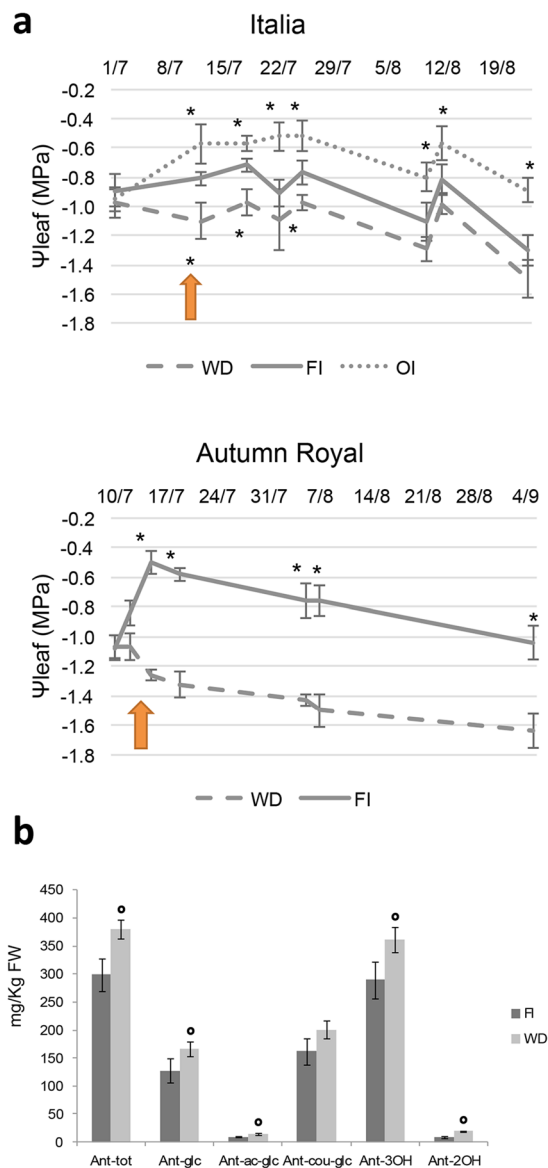 a
Italia
1/7 8/7 15/7 22/7 29/7 5/8 12/8 19/8
-0.2
-0.4
-0.6
-0.8
-1.0
-1.2
-1.4
-1.6
-1.8
Ψleaf (MPa)
* * * * * * *
* * *
WD FI OI
Autumn Royal
10/7 17/7 24/7 31/7 7/8 14/8 21/8 28/8 4/9
-0.2
-0.4
-0.6
-0.8
-1.0
-1.2
-1.4
-1.6
-1.8
Ψleaf (MPa)
* * * * *
WD FI
b
450
400
350
300
250
200
150
100
50
0
mg/Kg FW
FI
WD
Ant-tot Ant-glc Ant-ac-glc Ant-cou-glc Ant-3OH Ant-2OH